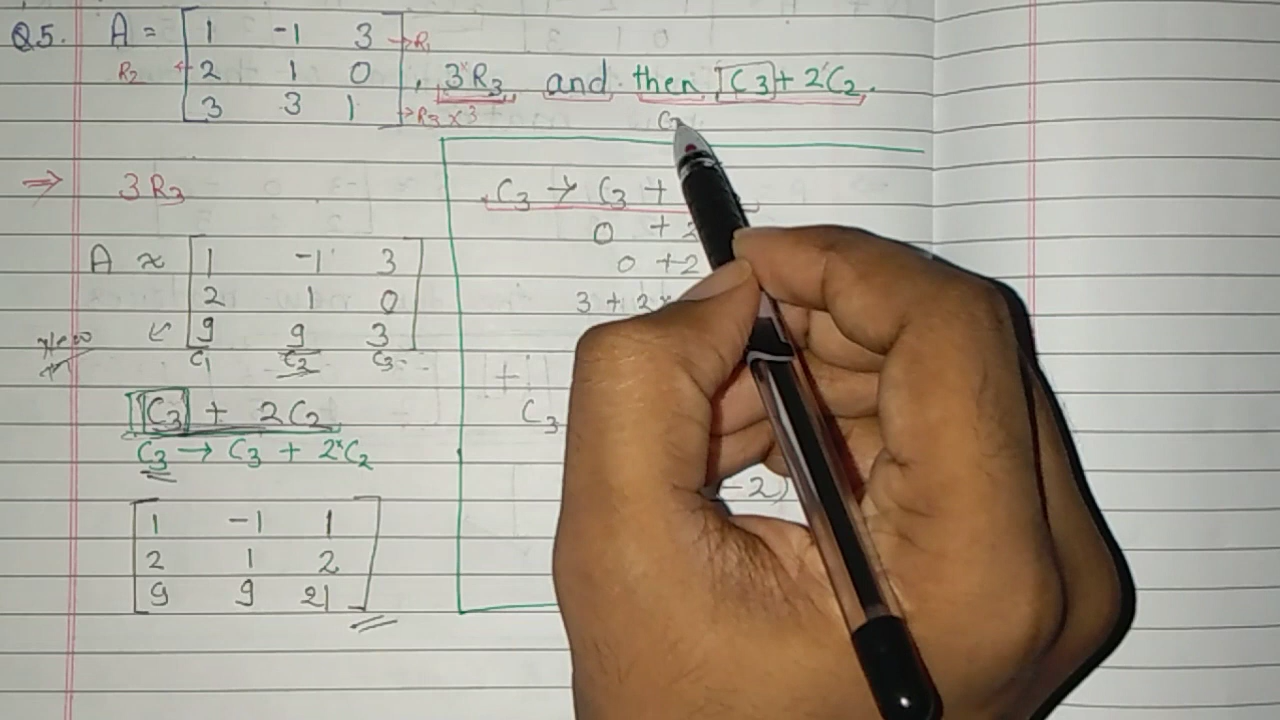 Q5. A = [ 1 -1 3 ] → R1
R2 ← [ 2 1 0 ] , 3×R3 and then C3 + 2C2.
[ 3 3 1 ] → R3 × 3
⇒ 3R3
C3 → C3 +
0 + 2
A ≈ [ 1 -1 3 ]
0 + 2
[ 2 1 0 ]
3 + 2×
[ 9 9 3 ]
C1 C2 C3
+
C3 + 2C2
C3
C3 → C3 + 2×C2
-2)
[ 1 -1 1 ]
[ 2 1 2 ]
[ 9 9 21 ]